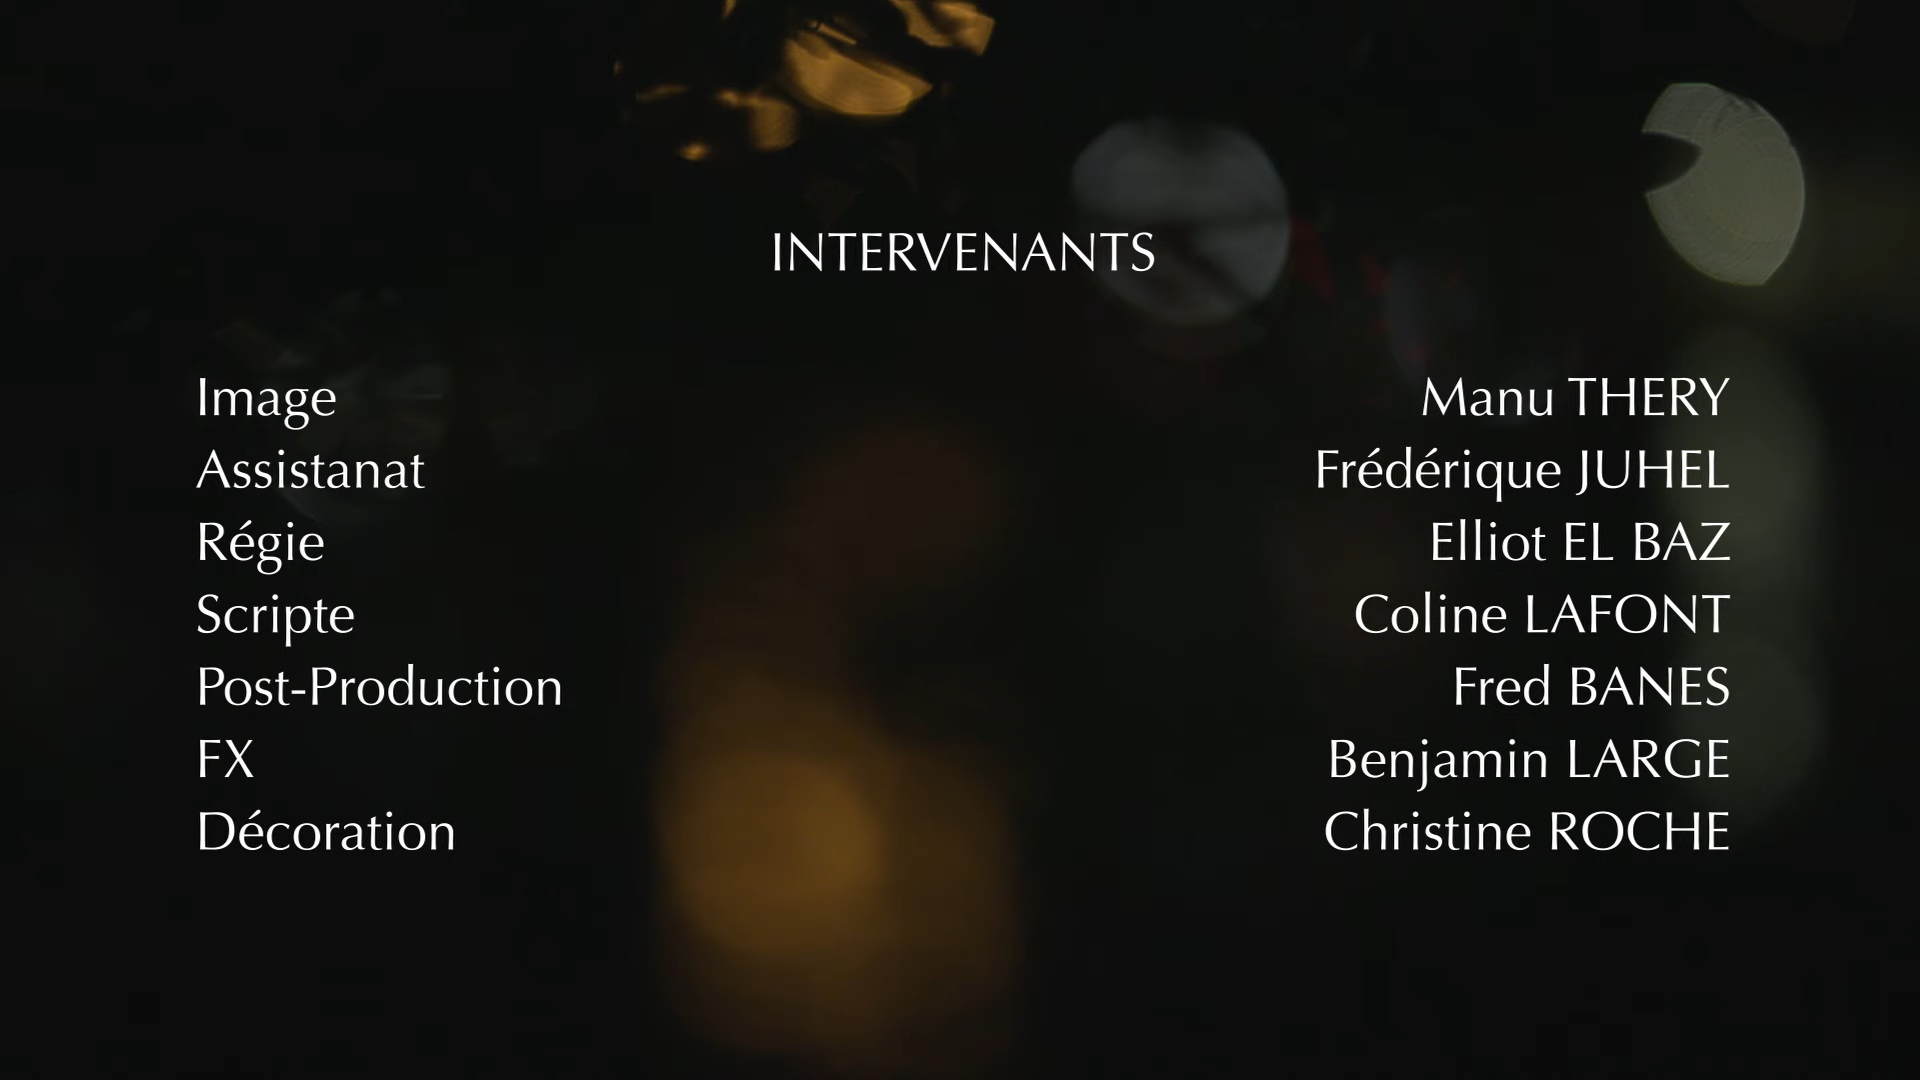 INTERVENANTS
Image Manu THERY
Assistanat Frédérique JUHEL
Régie Elliot EL BAZ
Scripte Coline LAFONT
Post-Production Fred BANES
FX Benjamin LARGE
Décoration Christine ROCHE